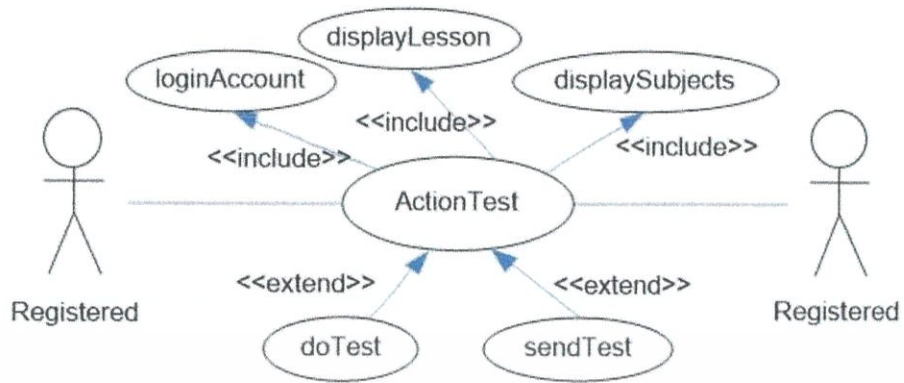 displayLesson
loginAccount
displaySubjects
<<include>>
<<include>>
<<include>>
ActionTest
<<extend>>
<<extend>>
Registered
Registered
doTest
sendTest